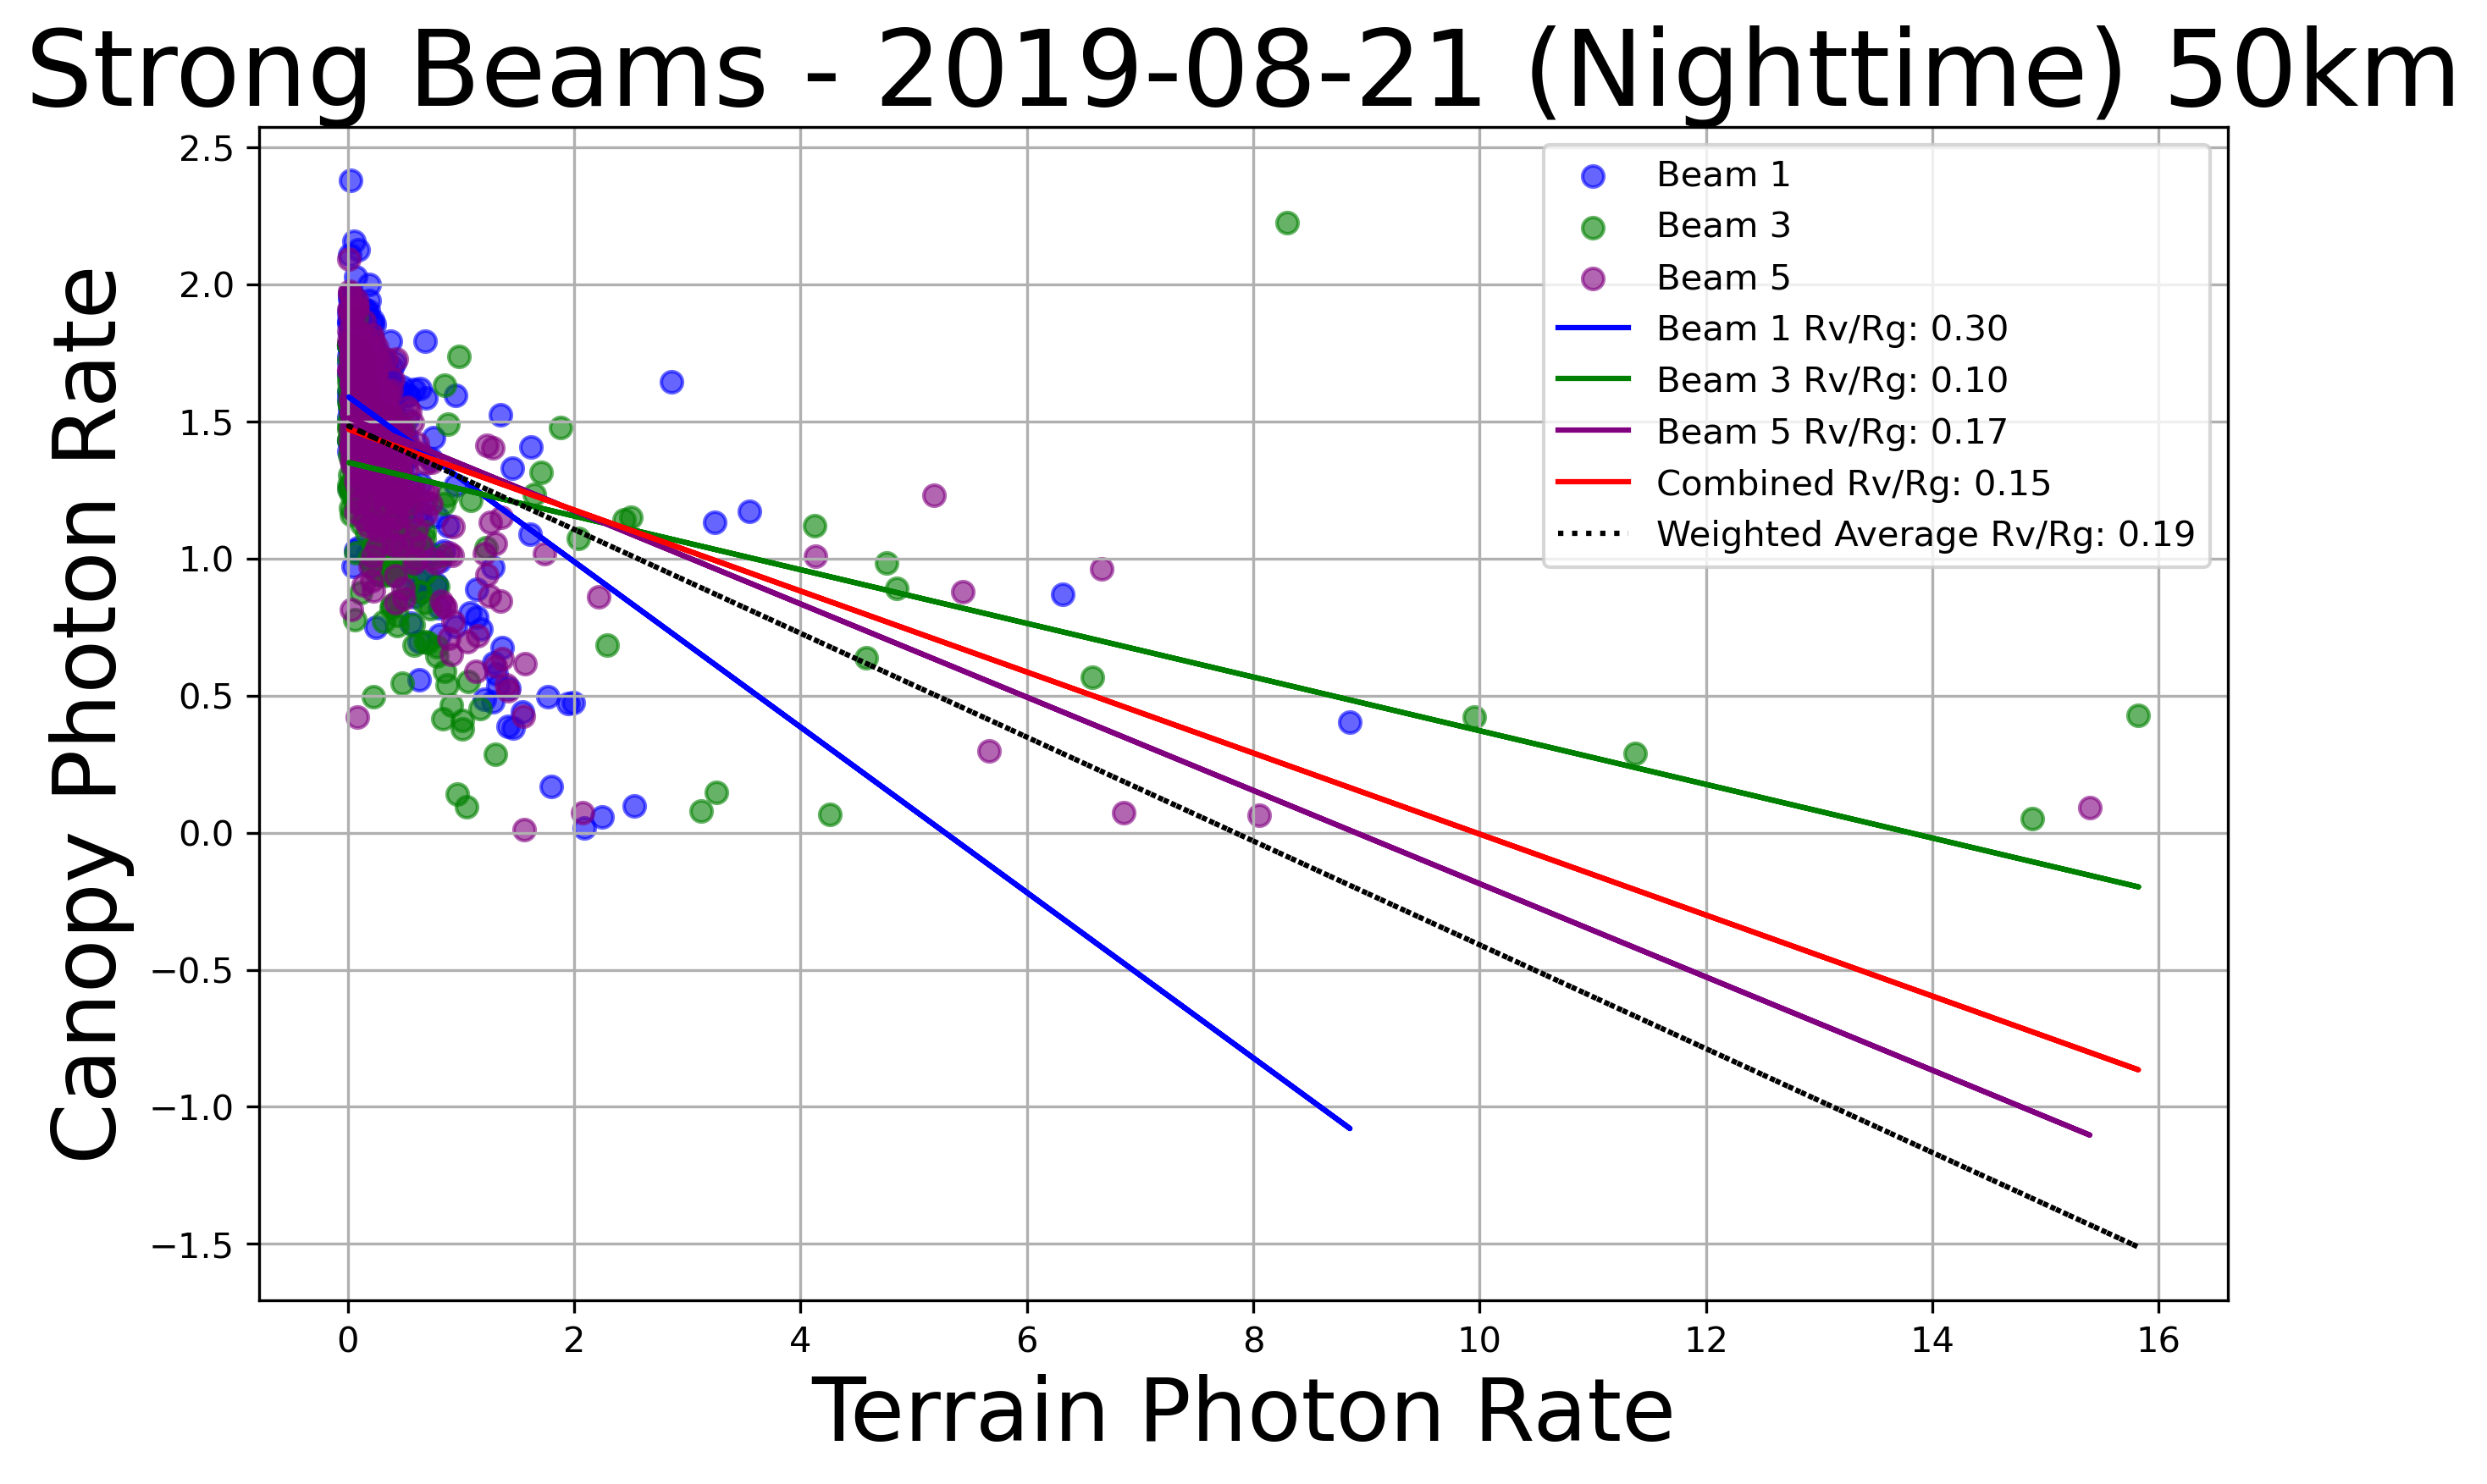 Strong Beams - 2019-08-21 (Nighttime) 50km
Canopy Photon Rate
2.5
2.0
1.5
1.0
0.5
0.0
−0.5
−1.0
−1.5
Beam 1
Beam 3
Beam 5
Beam 1 Rv/Rg: 0.30
Beam 3 Rv/Rg: 0.10
Beam 5 Rv/Rg: 0.17
Combined Rv/Rg: 0.15
Weighted Average Rv/Rg: 0.19
0 2 4 6 8 10 12 14 16
Terrain Photon Rate